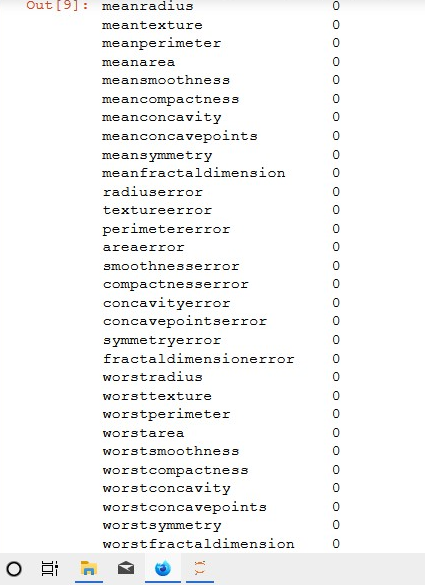 Out[9]: meanradius 0
meantexture 0
meanperimeter 0
meanarea 0
meansmoothness 0
meancompactness 0
meanconcavity 0
meanconcavepoints 0
meansymmetry 0
meanfractaldimension 0
radiuserror 0
textureerror 0
perimetererror 0
areaerror 0
smoothnesserror 0
compactnesserror 0
concavityerror 0
concavepointserror 0
symmetryerror 0
fractaldimensionerror 0
worstradius 0
worsttexture 0
worstperimeter 0
worstarea 0
worstsmoothness 0
worstcompactness 0
worstconcavity 0
worstconcavepoints 0
worstsymmetry 0
worstfractaldimension 0